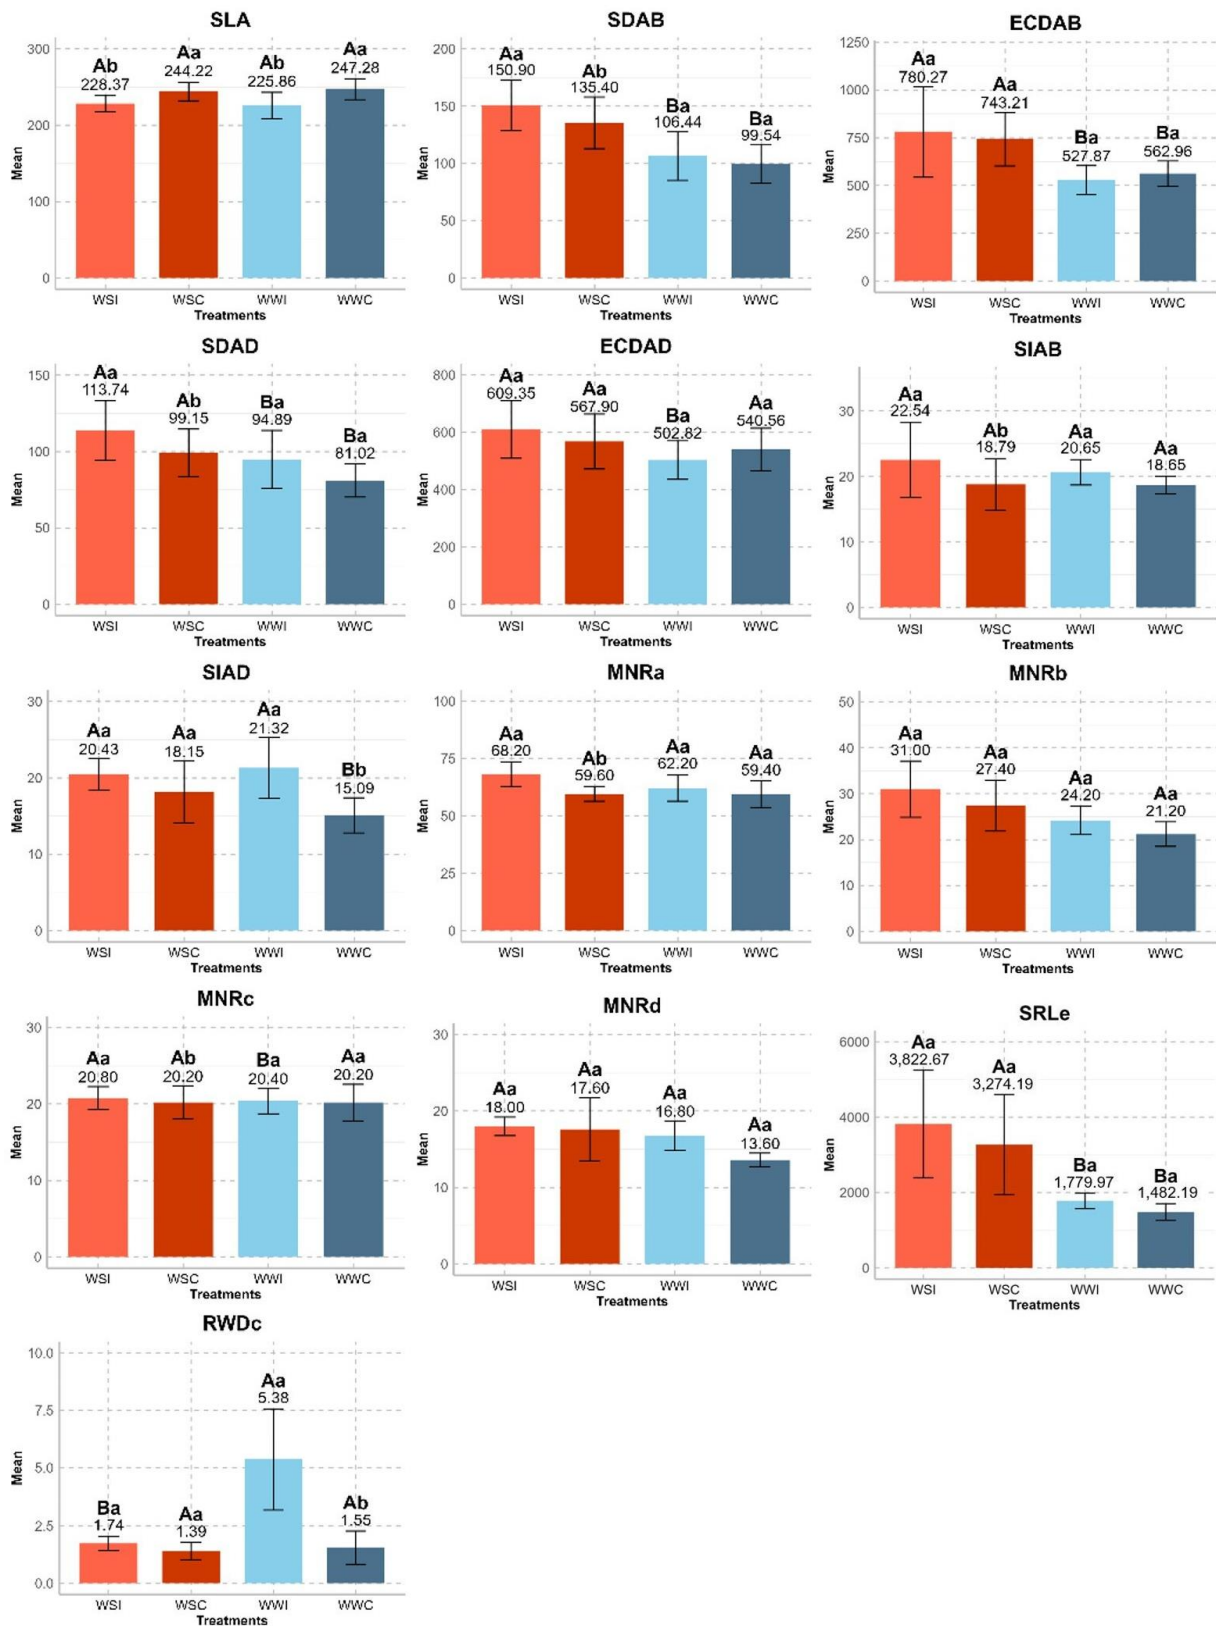 SLA
Mean
300
200
100
0
Ab
228.37
Aa
244.22
Ab
225.86
Aa
247.28
WSI WSC WWI WWC
Treatments
SDAB
Mean
200
150
100
50
0
Aa
150.90
Ab
135.40
Ba
106.44
Ba
99.54
WSI WSC WWI WWC
Treatments
ECDAB
Mean
1250
1000
750
500
250
0
Aa
780.27
Aa
743.21
Ba
527.87
Ba
562.96
WSI WSC WWI WWC
Treatments
SDAD
Mean
150
100
50
0
Aa
113.74
Ab
99.15
Ba
94.89
Ba
81.02
WSI WSC WWI WWC
Treatments
ECDAD
Mean
800
600
400
200
0
Aa
609.35
Aa
567.90
Ba
502.82
Aa
540.56
WSI WSC WWI WWC
Treatments
SIAB
Mean
30
20
10
0
Aa
22.54
Ab
18.79
Aa
20.65
Aa
18.65
WSI WSC WWI WWC
Treatments
SIAD
Mean
30
20
10
0
Aa
20.43
Aa
18.15
Aa
21.32
Bb
15.09
WSI WSC WWI WWC
Treatments
MNRa
Mean
100
75
50
25
0
Aa
68.20
Ab
59.60
Aa
62.20
Aa
59.40
WSI WSC WWI WWC
Treatments
MNRb
Mean
50
40
30
20
10
0
Aa
31.00
Aa
27.40
Aa
24.20
Aa
21.20
WSI WSC WWI WWC
Treatments
MNRc
Mean
30
20
10
0
Aa
20.80
Ab
20.20
Ba
20.40
Aa
20.20
WSI WSC WWI WWC
Treatments
MNRd
Mean
30
20
10
0
Aa
18.00
Aa
17.60
Aa
16.80
Aa
13.60
WSI WSC WWI WWC
Treatments
SRLe
Mean
6000
4000
2000
0
Aa
3,822.67
Aa
3,274.19
Ba
1,779.97
Ba
1,482.19
WSI WSC WWI WWC
Treatments
RWDc
Mean
10.0
7.5
5.0
2.5
0.0
Ba
1.74
Aa
1.39
Aa
5.38
Ab
1.55
WSI WSC WWI WWC
Treatments